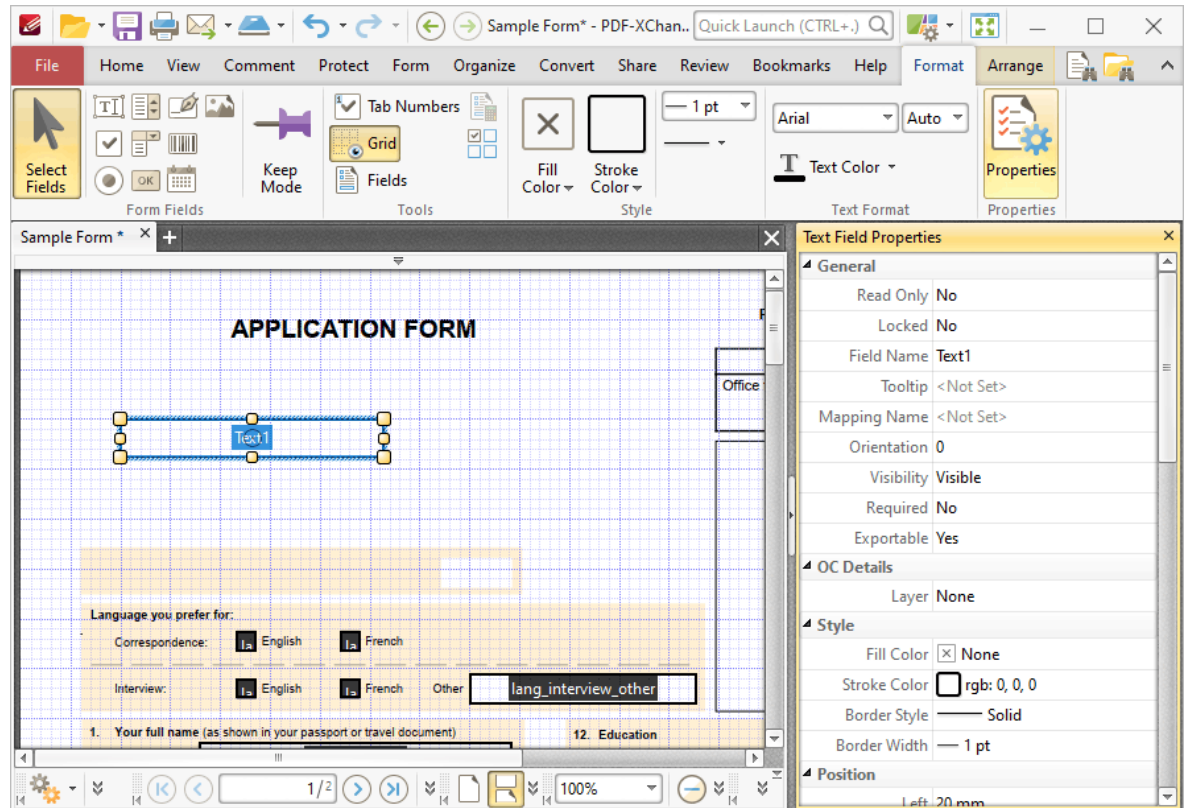 Sample Form* - PDF-XChan.. Quick Launch (CTRL+.)
File Home View Comment Protect Form Organize Convert Share Review Bookmarks Help Format Arrange
Select Fields
OK
Keep Mode
Tab Numbers
Grid
Fields
Fill Color
Stroke Color
1 pt
Arial Auto
T Text Color
Properties
Form Fields Tools Style Text Format Properties
Sample Form *
Text Field Properties
APPLICATION FORM
Office
Text1
Language you prefer for:
Correspondence: English French
Interview: English French Other lang_interview_other
1. Your full name (as shown in your passport or travel document) 12. Education
General
Read Only No
Locked No
Field Name Text1
Tooltip <Not Set>
Mapping Name <Not Set>
Orientation 0
Visibility Visible
Required No
Exportable Yes
OC Details
Layer None
Style
Fill Color None
Stroke Color rgb: 0, 0, 0
Border Style Solid
Border Width 1 pt
Position
Left 20 mm
1/2 100%